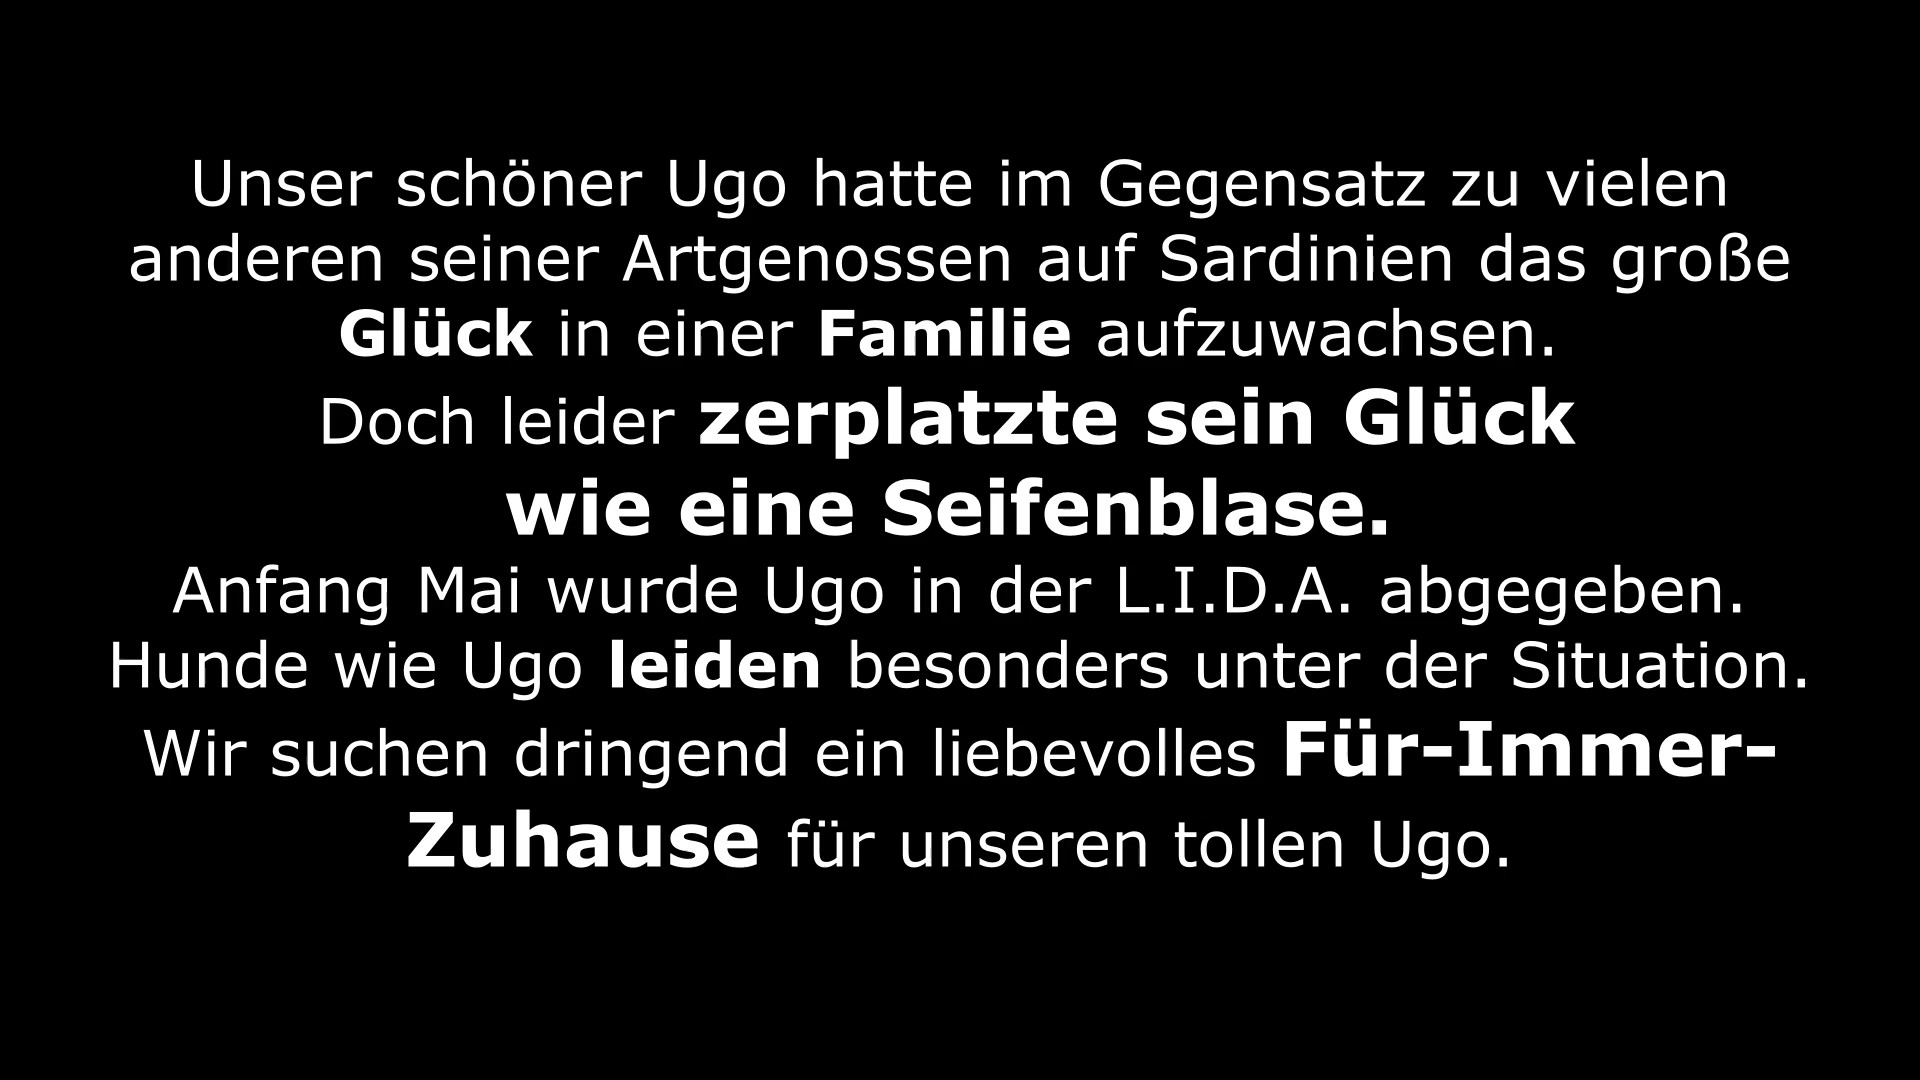 Unser schöner Ugo hatte im Gegensatz zu vielen
anderen seiner Artgenossen auf Sardinien das große
Glück in einer Familie aufzuwachsen.
Doch leider zerplatzte sein Glück
wie eine Seifenblase.
Anfang Mai wurde Ugo in der L.I.D.A. abgegeben.
Hunde wie Ugo leiden besonders unter der Situation.
Wir suchen dringend ein liebevolles Für-Immer-
Zuhause für unseren tollen Ugo.